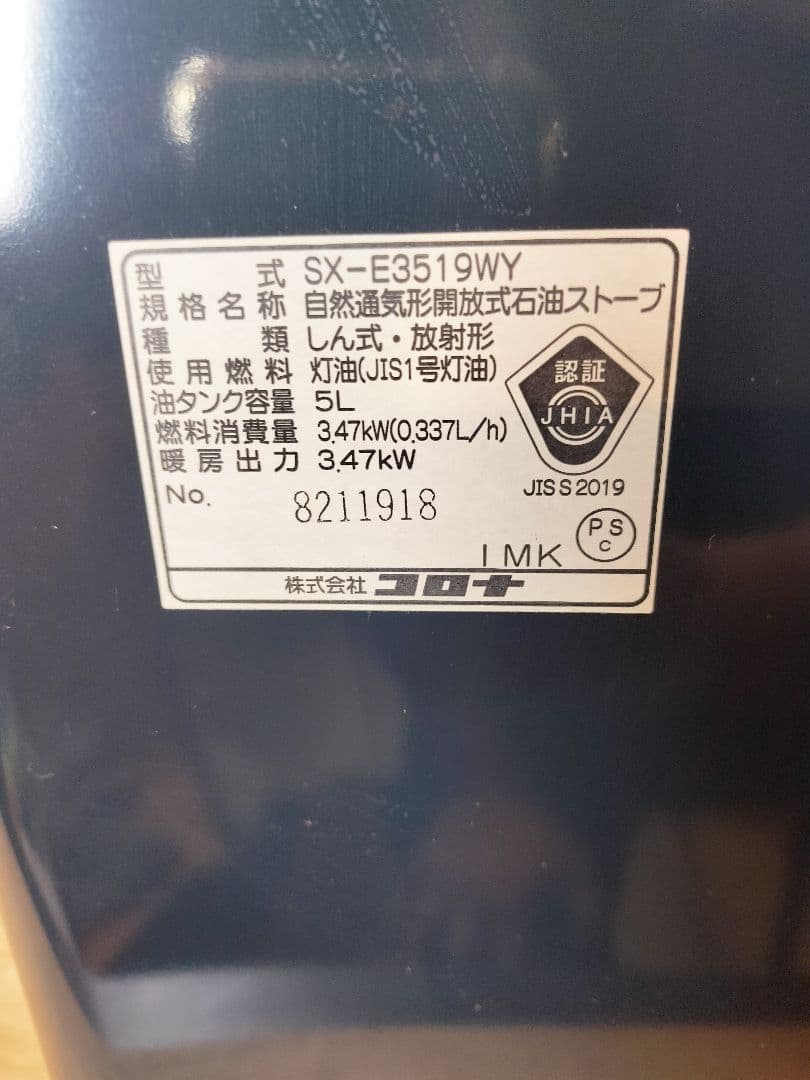 型式 SX-E3519WY
規格名称 自然通気形開放式石油ストーブ
種類 しん式・放射形
使用燃料 灯油(JIS1号灯油)
油タンク容量 5L
燃料消費量 3.47kW(0.337L/h)
暖房出力 3.47kW
認証
JHIA
JIS S 2019
No. 8211918
PS
C
IMK
株式会社 コロナ